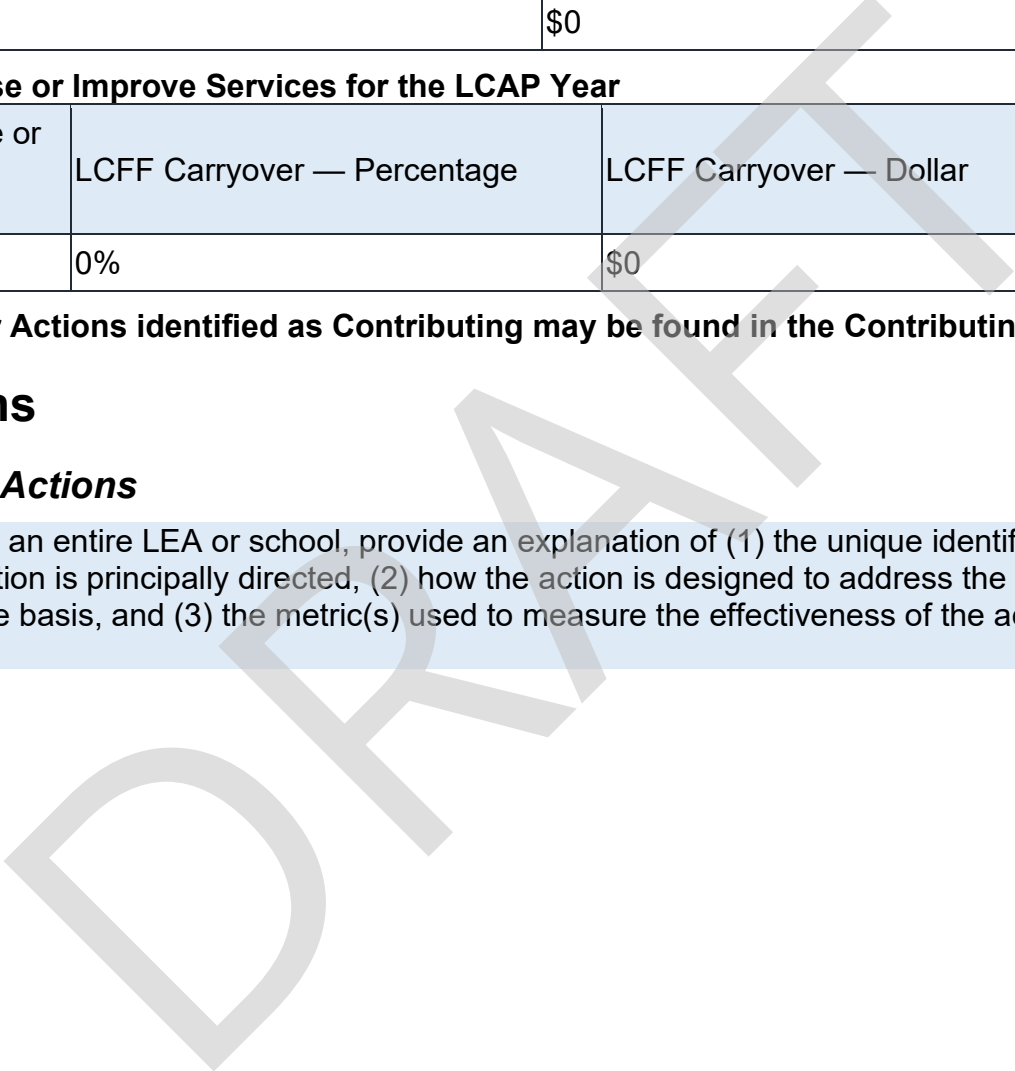 $0
se or Improve Services for the LCAP Year
e or
LCFF Carryover — Percentage
LCFF Carryover — Dollar
0%
$0
Actions identified as Contributing may be found in the Contributin
ns
Actions
an entire LEA or school, provide an explanation of (1) the unique identif
tion is principally directed, (2) how the action is designed to address the
e basis, and (3) the metric(s) used to measure the effectiveness of the ac
DRAFT